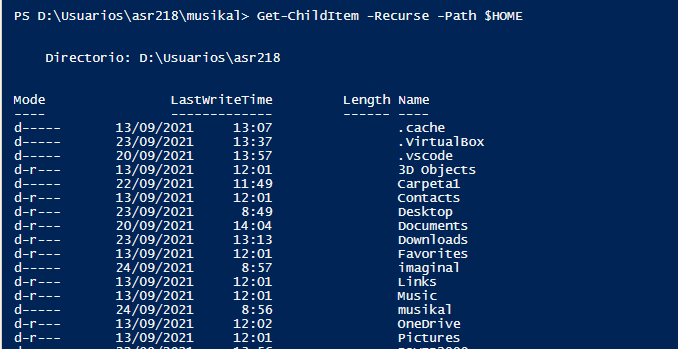 PS D:\Usuarios\asr218\musikal> Get-ChildItem -Recurse -Path $HOME
Directorio: D:\Usuarios\asr218
Mode LastWriteTime Length Name
---- ------------- ------ ----
d----- 13/09/2021 13:07 .cache
d----- 23/09/2021 13:37 .VirtualBox
d----- 20/09/2021 13:57 .vscode
d-r--- 13/09/2021 12:01 3D Objects
d----- 22/09/2021 11:49 Carpeta1
d-r--- 13/09/2021 12:01 Contacts
d-r--- 23/09/2021 8:49 Desktop
d-r--- 20/09/2021 14:04 Documents
d-r--- 23/09/2021 13:13 Downloads
d-r--- 13/09/2021 12:01 Favorites
d----- 24/09/2021 8:57 imaginal
d-r--- 13/09/2021 12:01 Links
d-r--- 13/09/2021 12:01 Music
d----- 24/09/2021 8:56 musikal
d-r--- 13/09/2021 12:02 OneDrive
d-r--- 13/09/2021 12:01 Pictures